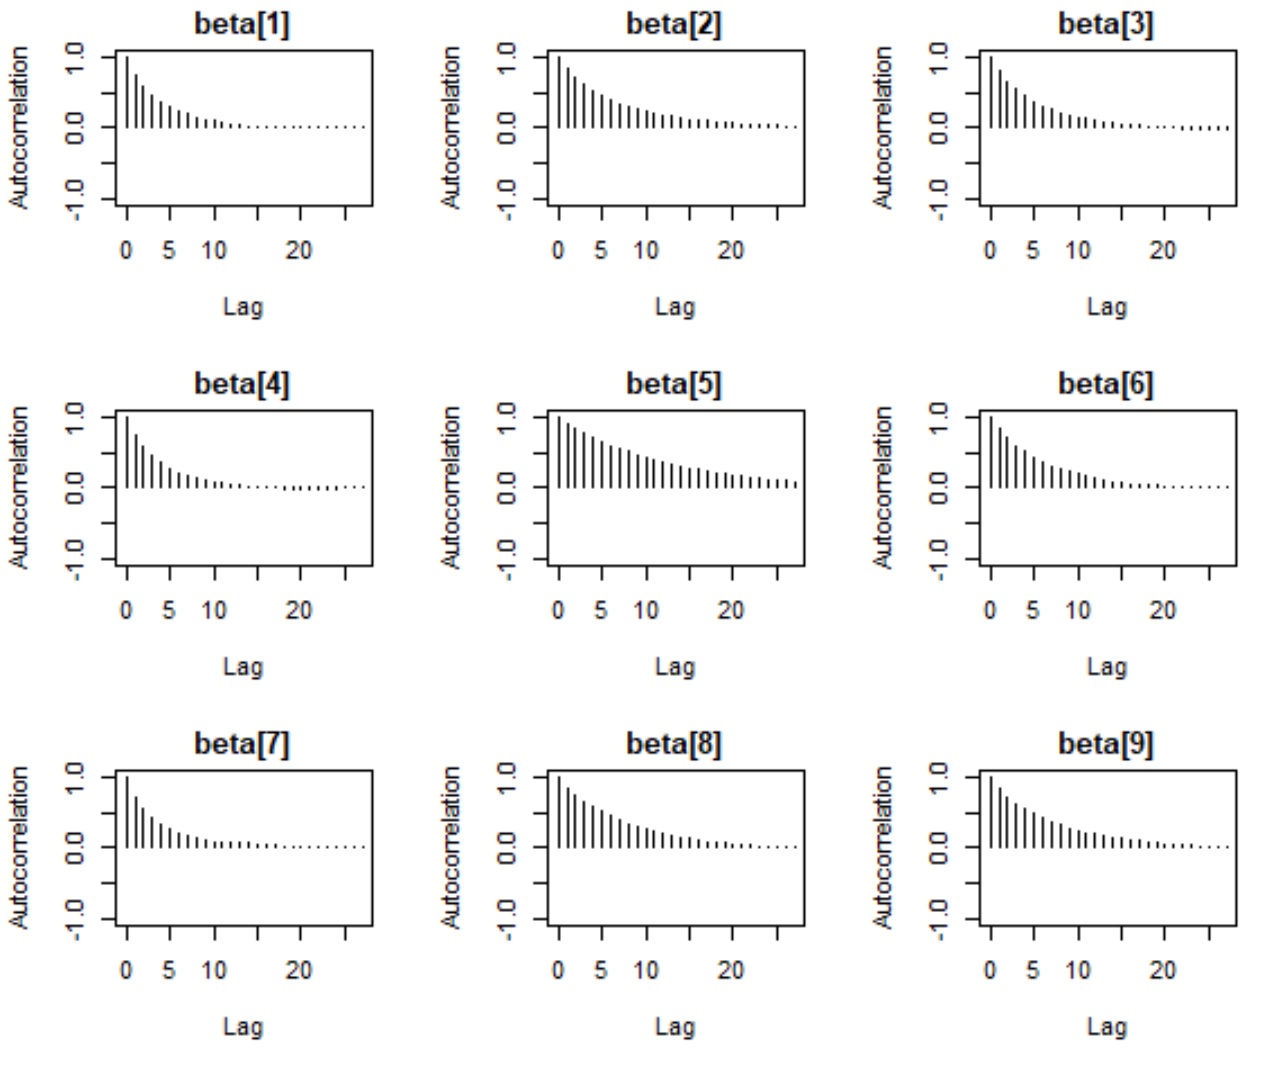 beta[1] beta[2] beta[3]
Autocorrelation Autocorrelation Autocorrelation
1.0 1.0 1.0
0.0 0.0 0.0
-1.0 -1.0 -1.0
0 5 10 20 0 5 10 20 0 5 10 20
Lag Lag Lag
beta[4] beta[5] beta[6]
Autocorrelation Autocorrelation Autocorrelation
1.0 1.0 1.0
0.0 0.0 0.0
-1.0 -1.0 -1.0
0 5 10 20 0 5 10 20 0 5 10 20
Lag Lag Lag
beta[7] beta[8] beta[9]
Autocorrelation Autocorrelation Autocorrelation
1.0 1.0 1.0
0.0 0.0 0.0
-1.0 -1.0 -1.0
0 5 10 20 0 5 10 20 0 5 10 20
Lag Lag Lag